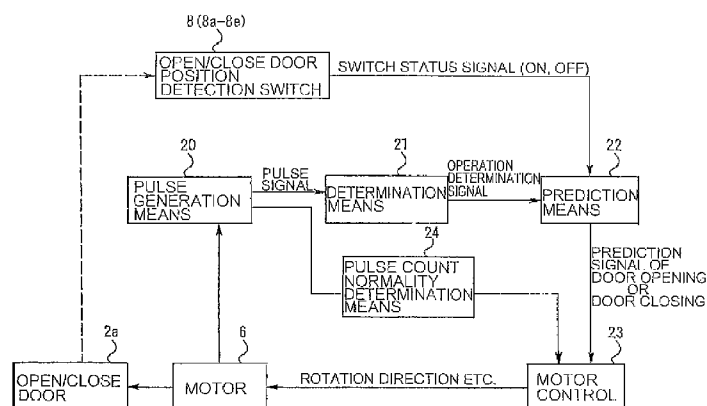 8 (8a-8e)
OPEN/CLOSE DOOR
POSITION
DETECTION SWITCH
SWITCH STATUS SIGNAL (ON, OFF)
20
PULSE
GENERATION
MEANS
PULSE
SIGNAL
21
DETERMINATION
MEANS
OPERATION
DETERMINATION
SIGNAL
22
PREDICTION
MEANS
24
PULSE COUNT
NORMALITY
DETERMINATION
MEANS
PREDICTION
SIGNAL OF
DOOR OPENING
OR
DOOR CLOSING
2a
OPEN/CLOSE
DOOR
6
MOTOR
ROTATION DIRECTION ETC.
23
MOTOR
CONTROL